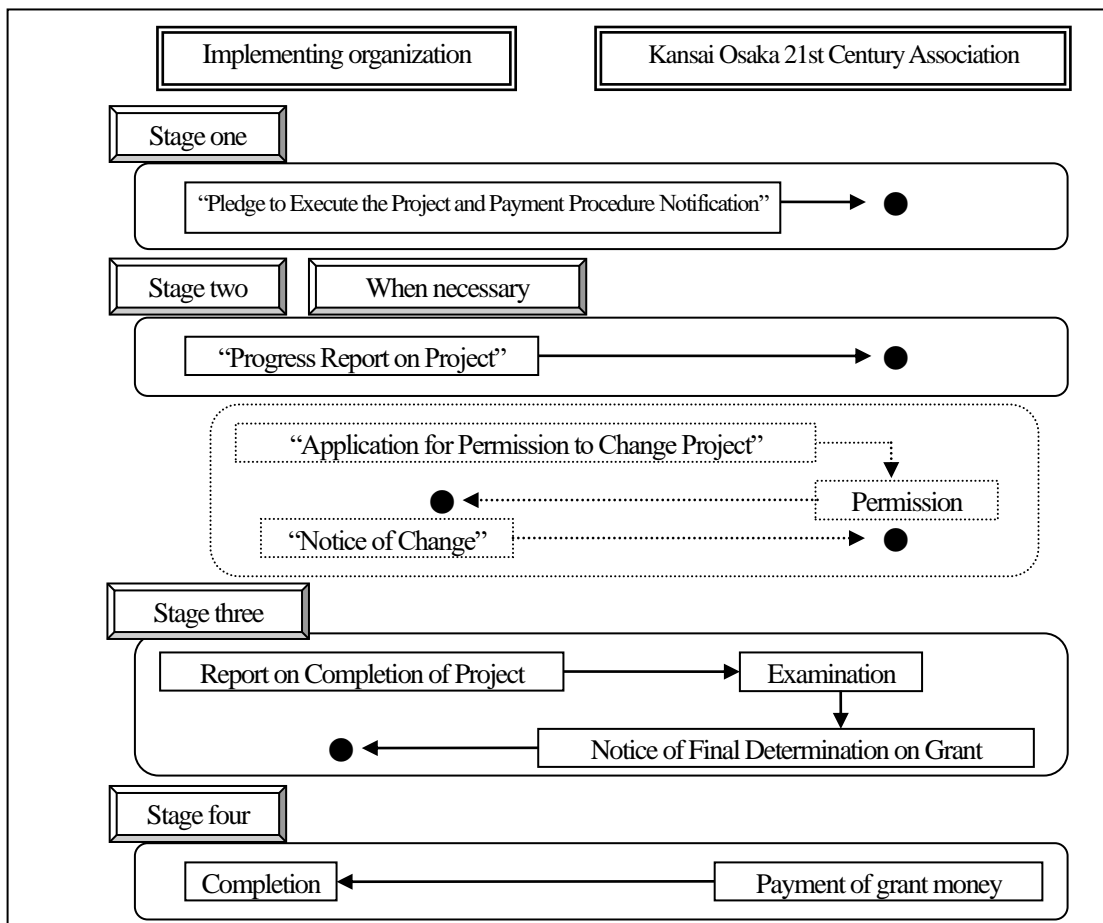 Implementing organization
Kansai Osaka 21st Century Association
Stage one
“Pledge to Execute the Project and Payment Procedure Notification”
Stage two
When necessary
“Progress Report on Project”
“Application for Permission to Change Project”
Permission
“Notice of Change”
Stage three
Report on Completion of Project
Examination
Notice of Final Determination on Grant
Stage four
Completion
Payment of grant money